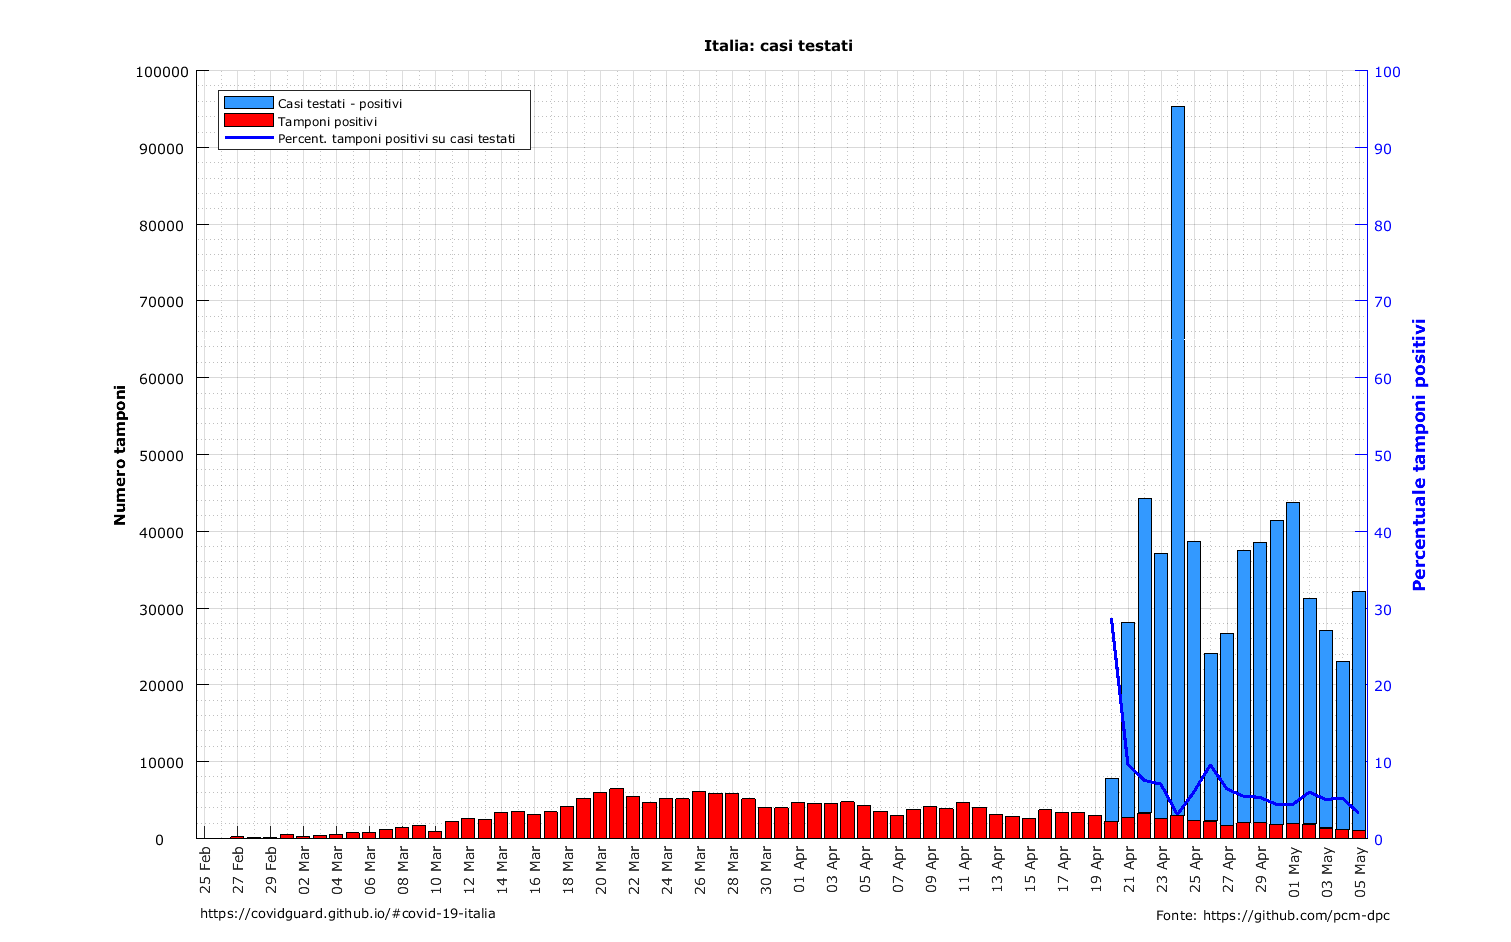 Italia: casi testati
Casi testati - positivi
Tamponi positivi
Percent. tamponi positivi su casi testati
Numero tamponi
100000
90000
80000
70000
60000
50000
40000
30000
20000
10000
0
Percentuale tamponi positivi
100
90
80
70
60
50
40
30
20
10
0
25 Feb
27 Feb
29 Feb
02 Mar
04 Mar
06 Mar
08 Mar
10 Mar
12 Mar
14 Mar
16 Mar
18 Mar
20 Mar
22 Mar
24 Mar
26 Mar
28 Mar
30 Mar
01 Apr
03 Apr
05 Apr
07 Apr
09 Apr
11 Apr
13 Apr
15 Apr
17 Apr
19 Apr
21 Apr
23 Apr
25 Apr
27 Apr
29 Apr
01 May
03 May
05 May
https://covidguard.github.io/#covid-19-italia
Fonte: https://github.com/pcm-dpc